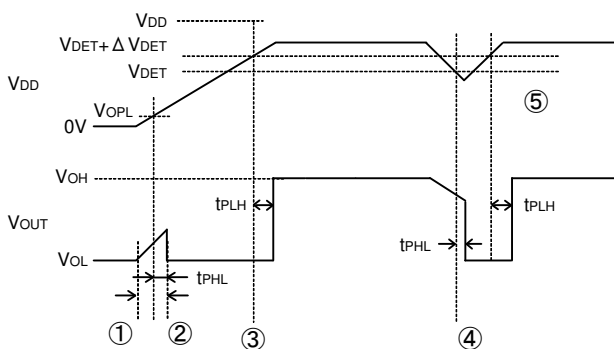 VDD
VDET+ΔVDET
VDET
VDD
VOPL
0V
⑤
VOH
tPLH
tPLH
VOUT
tPHL
VOL
tPHL
① ② ③ ④